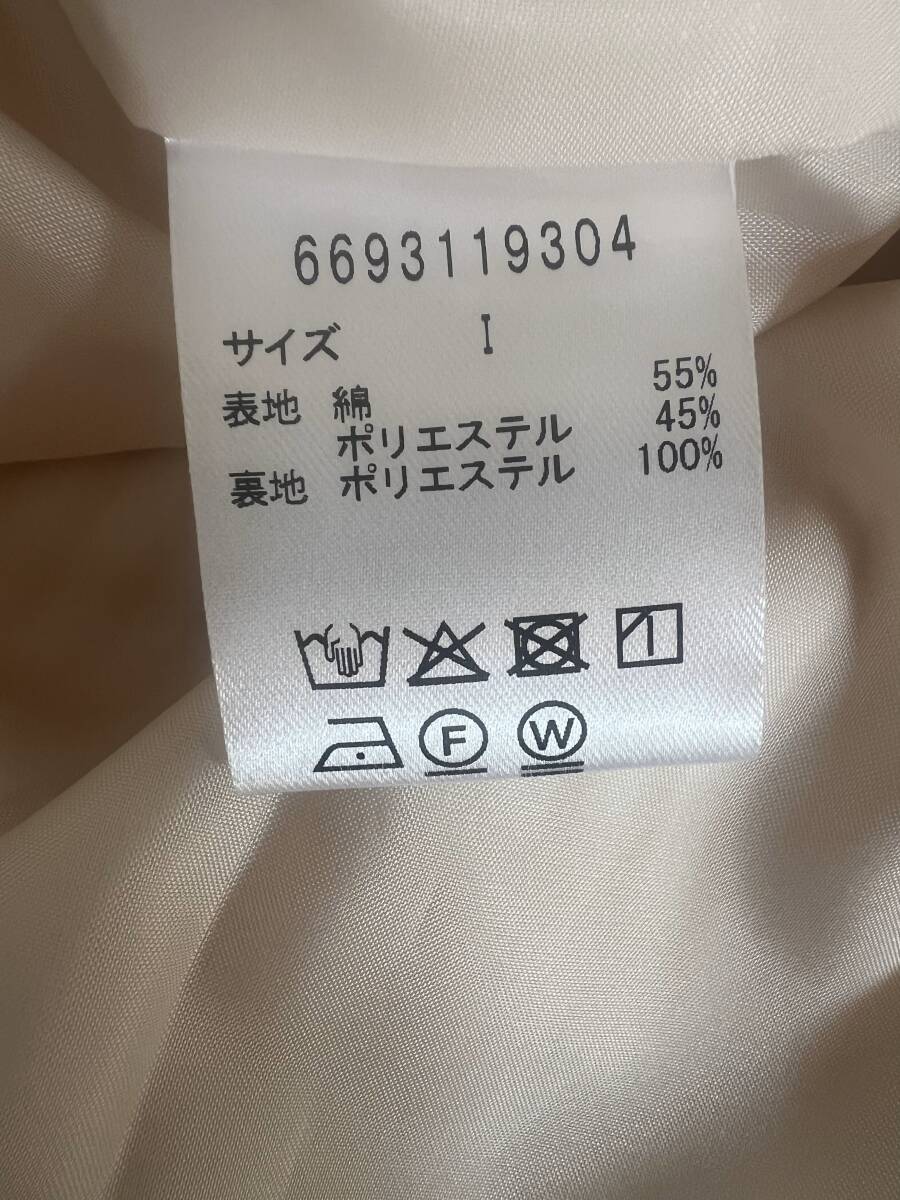 6693119304
サイズ I
表地 綿 55%
ポリエステル 45%
裏地 ポリエステル 100%
F W